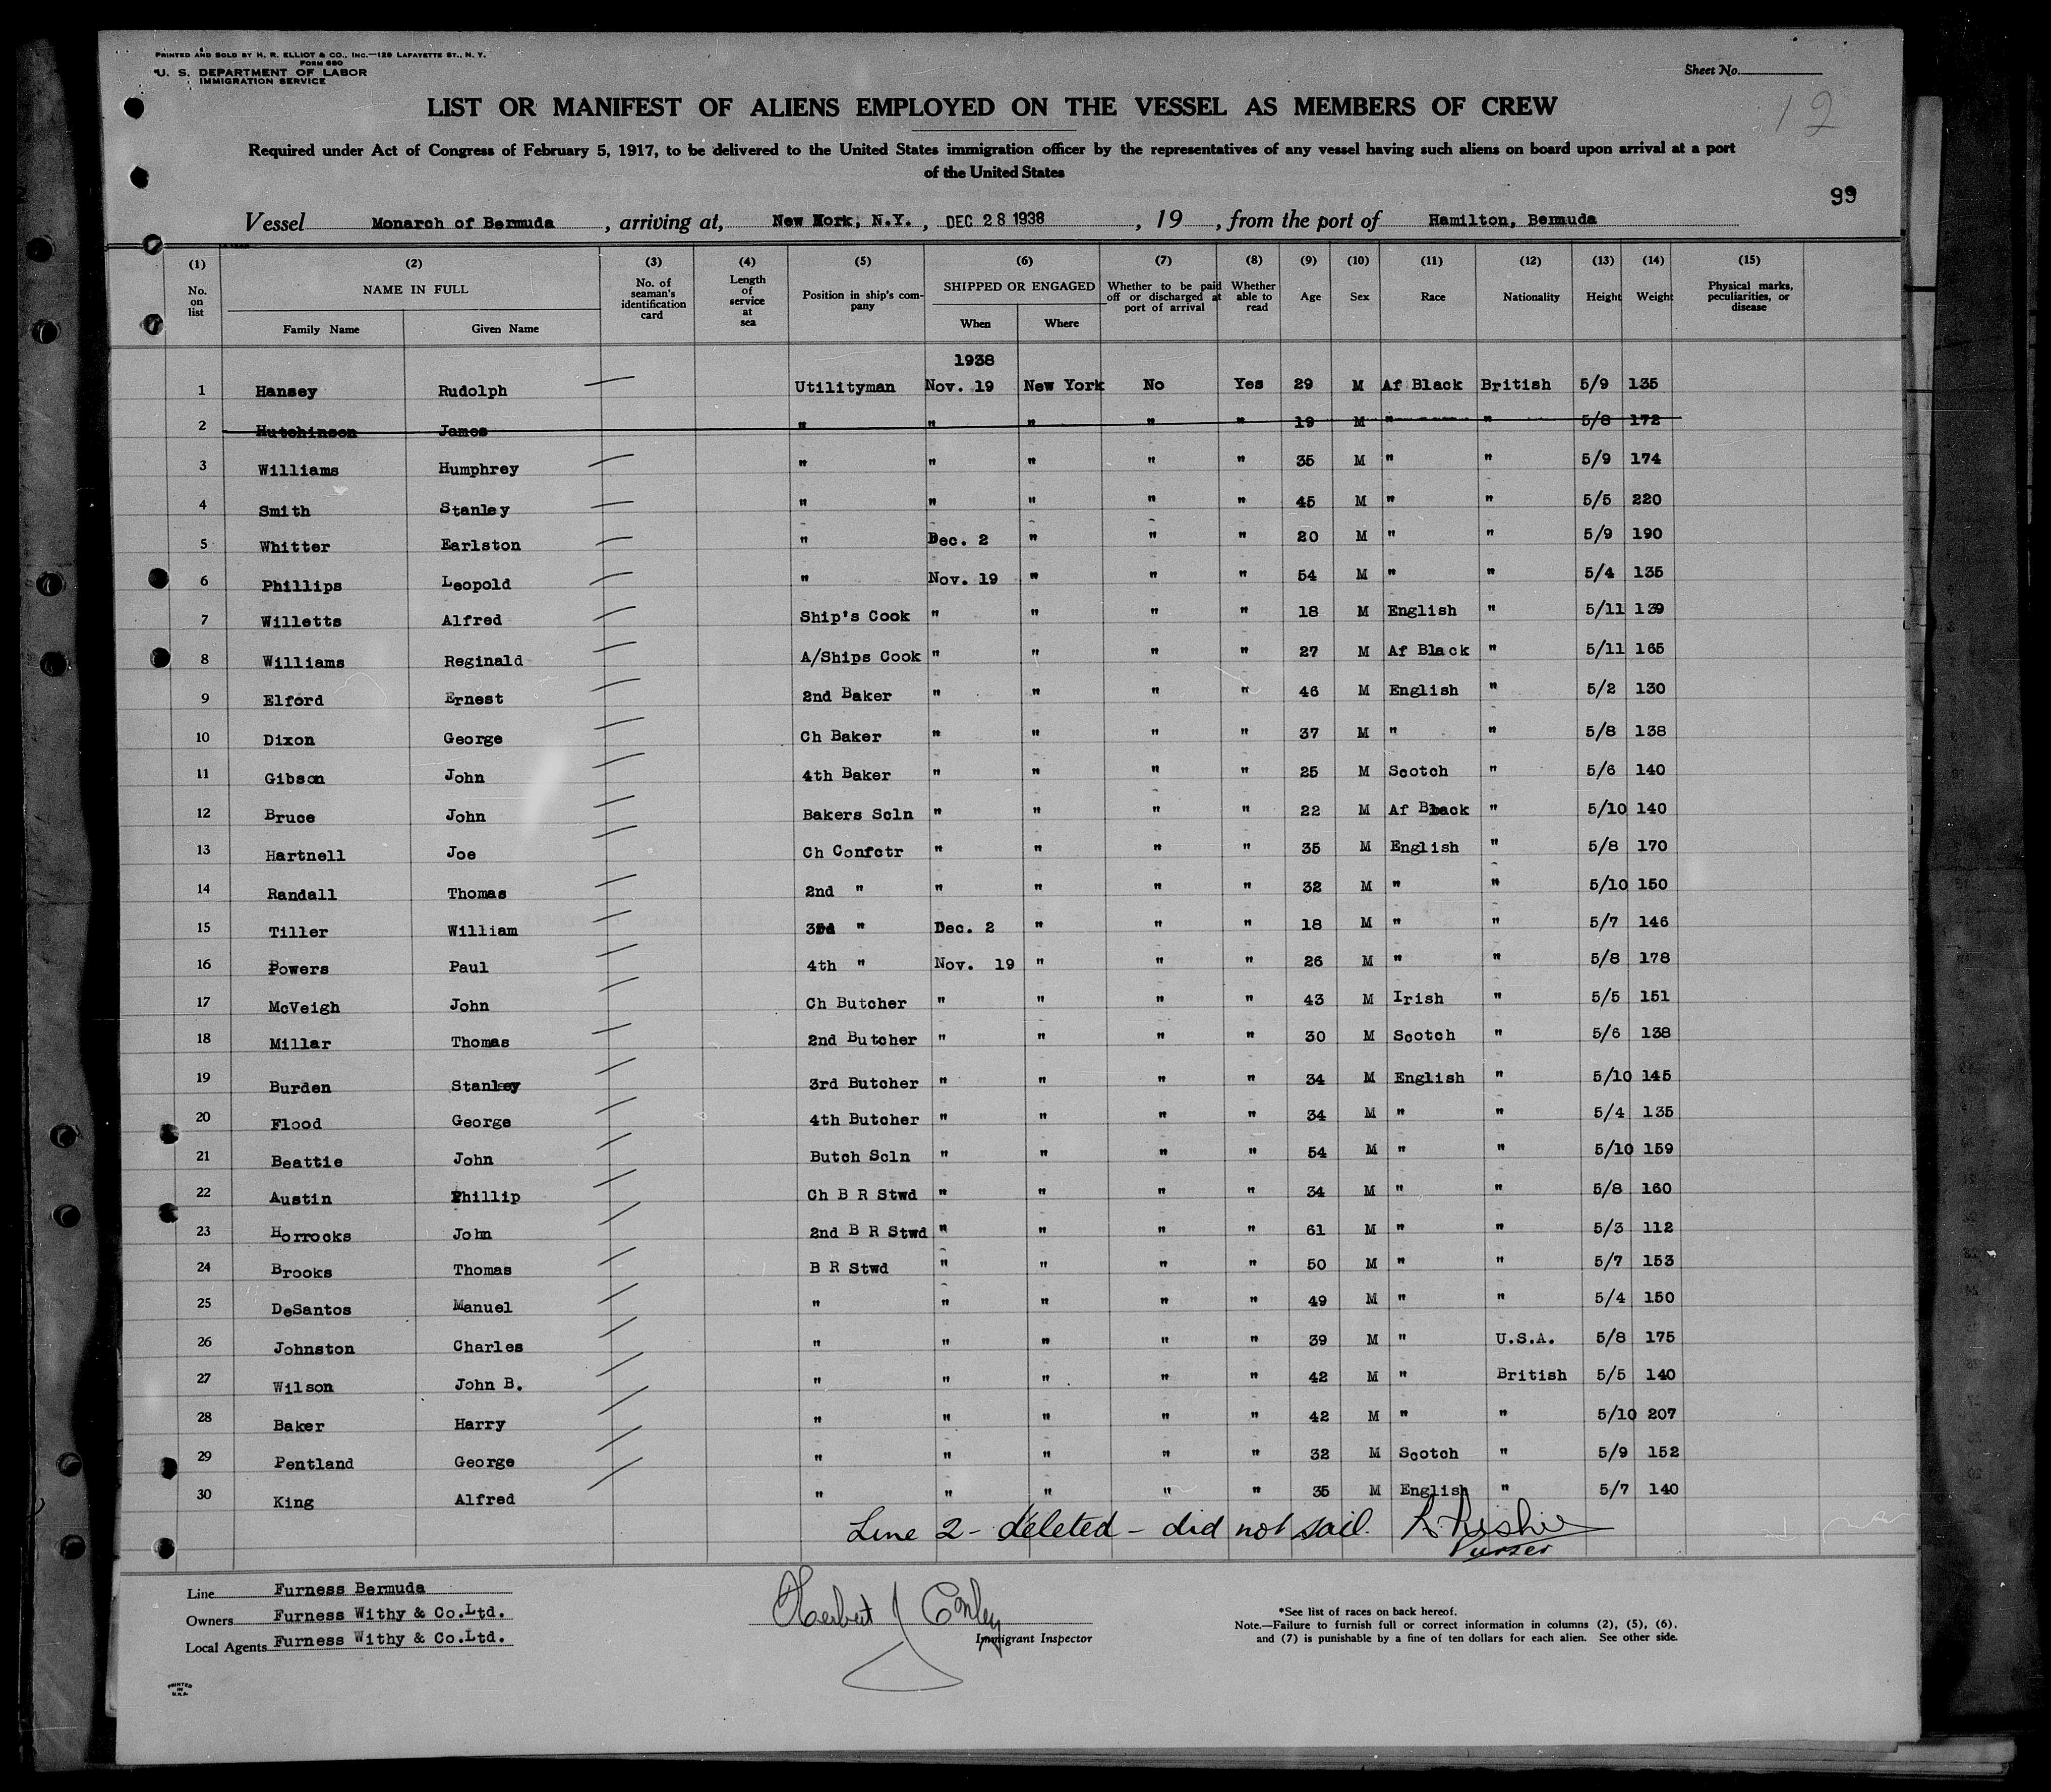 PRINTED AND SOLD BY H. R. ELLIOT & CO., INC.—129 LAFAYETTE ST., N. Y.
FORM 680
U. S. DEPARTMENT OF LABOR
IMMIGRATION SERVICE
Sheet No.
12
LIST OR MANIFEST OF ALIENS EMPLOYED ON THE VESSEL AS MEMBERS OF CREW
Required under Act of Congress of February 5, 1917, to be delivered to the United States immigration officer by the representatives of any vessel having such aliens on board upon arrival at a port
of the United States
99
Vessel Monarch of Bermuda, arriving at, New York, N.Y., DEC 28 1938, 19 , from the port of Hamilton, Bermuda
(1) (2) (3) (4) (5) (6) (7) (8) (9) (10) (11) (12) (13) (14) (15)
No. on list NAME IN FULL Family Name Given Name No. of seaman's identification card Length of service at sea Position in ship's company SHIPPED OR ENGAGED When Where Whether to be paid off or discharged at port of arrival Whether able to read Age Sex Race Nationality Height Weight Physical marks, peculiarities, or disease
1938
1 Hansey Rudolph Utilityman Nov. 19 New York No Yes 29 M Af Black British 5/9 135
2 Hutchinson James " " " " " 19 M " " 5/8 172
3 Williams Humphrey " " " " " 35 M " " 5/9 174
4 Smith Stanley " " " " " 45 M " " 5/5 220
5 Whitter Earlston " Dec. 2 " " " 20 M " " 5/9 190
6 Phillips Leopold " Nov. 19 " " " 54 M " " 5/4 135
7 Willetts Alfred Ship's Cook " " " " 18 M English " 5/11 139
8 Williams Reginald A/Ships Cook " " " " 27 M Af Black " 5/11 165
9 Elford Ernest 2nd Baker " " " " 46 M English " 5/2 130
10 Dixon George Ch Baker " " " " 37 M " " 5/8 138
11 Gibson John 4th Baker " " " " 25 M Scotch " 5/6 140
12 Bruce John Bakers Scln " " " " 22 M Af Black " 5/10 140
13 Hartnell Joe Ch Confctr " " " " 35 M English " 5/8 170
14 Randall Thomas 2nd " " " " " 32 M " " 5/10 150
15 Tiller William 3rd " Dec. 2 " " " 18 M " " 5/7 146
16 Powers Paul 4th " Nov. 19 " " " 26 M " " 5/8 178
17 McVeigh John Ch Butcher " " " " 43 M Irish " 5/5 151
18 Millar Thomas 2nd Butcher " " " " 30 M Scotch " 5/6 138
19 Burden Stanley 3rd Butcher " " " " 34 M English " 5/10 145
20 Flood George 4th Butcher " " " " 34 M " " 5/4 135
21 Beattie John Butch Scln " " " " 54 M " " 5/10 159
22 Austin Phillip Ch B R Stwd " " " " 34 M " " 5/8 160
23 Horrocks John 2nd B R Stwd " " " " 61 M " " 5/3 112
24 Brooks Thomas B R Stwd " " " " 50 M " " 5/7 153
25 DeSantos Manuel " " " " " 49 M " " 5/4 150
26 Johnston Charles " " " " " 39 M " U.S.A. 5/8 175
27 Wilson John B. " " " " " 42 M " British 5/5 140
28 Baker Harry " " " " " 42 M " " 5/10 207
29 Pentland George " " " " " 32 M Scotch " 5/9 152
30 King Alfred " " " " " 35 M English " 5/7 140
Line 2 - deleted - did not sail.
Purser
Line Furness Bermuda
Owners Furness Withy & Co.Ltd.
Local Agents Furness Withy & Co.Ltd.
Herbert J Conley
Immigrant Inspector
*See list of races on back hereof.
Note.—Failure to furnish full or correct information in columns (2), (5), (6),
and (7) is punishable by a fine of ten dollars for each alien. See other side.
PRINTED
IN
U.S.A.